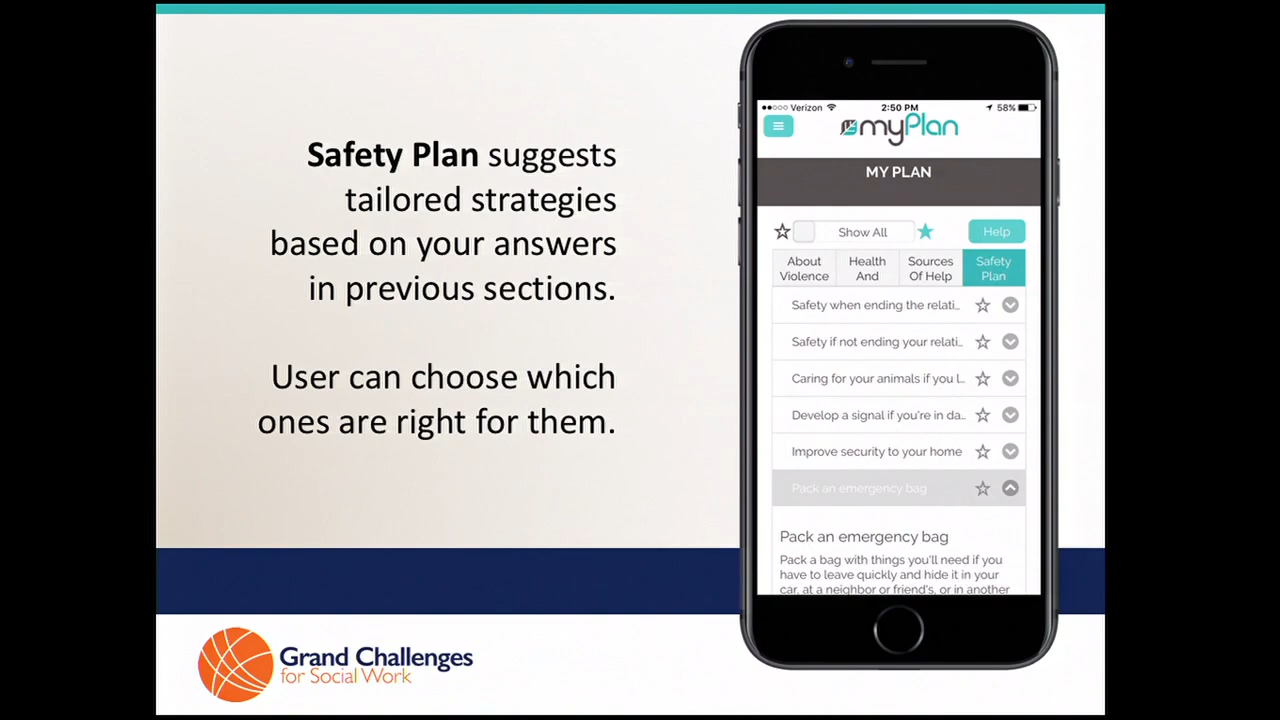 Safety Plan suggests
tailored strategies
based on your answers
in previous sections.
User can choose which
ones are right for them.
Verizon 2:50 PM 58%
myPlan
MY PLAN
Show All Help
About Violence
Health And
Sources Of Help
Safety Plan
Safety when ending the relati...
Safety if not ending your relati...
Caring for your animals if you l...
Develop a signal if you're in da...
Improve security to your home
Pack an emergency bag
Pack an emergency bag
Pack a bag with things you'll need if you
have to leave quickly and hide it in your
car, at a neighbor or friend's, or in another
Grand Challenges
for Social Work